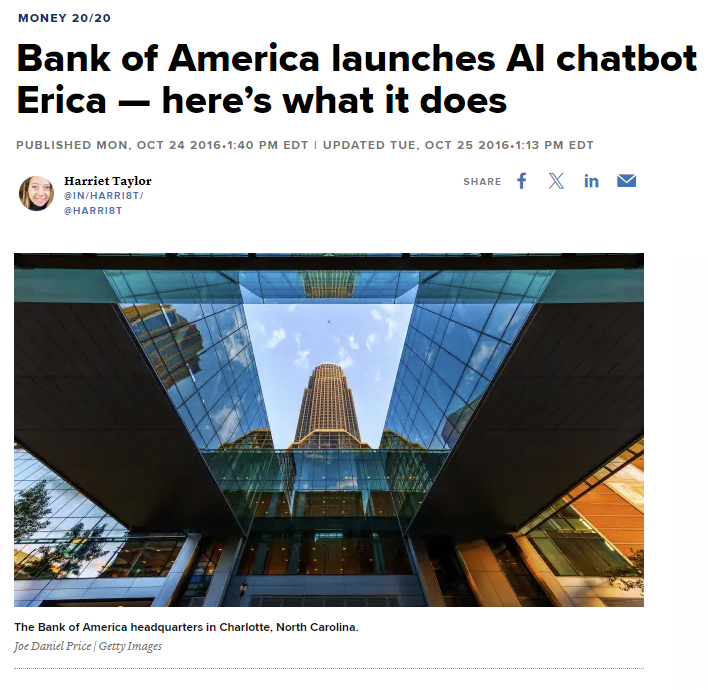 MONEY 20/20
Bank of America launches AI chatbot
Erica — here’s what it does
PUBLISHED MON, OCT 24 2016•1:40 PM EDT | UPDATED TUE, OCT 25 2016•1:13 PM EDT
Harriet Taylor
@IN/HARRI8T/
@HARRI8T
SHARE
The Bank of America headquarters in Charlotte, North Carolina.
Joe Daniel Price | Getty Images